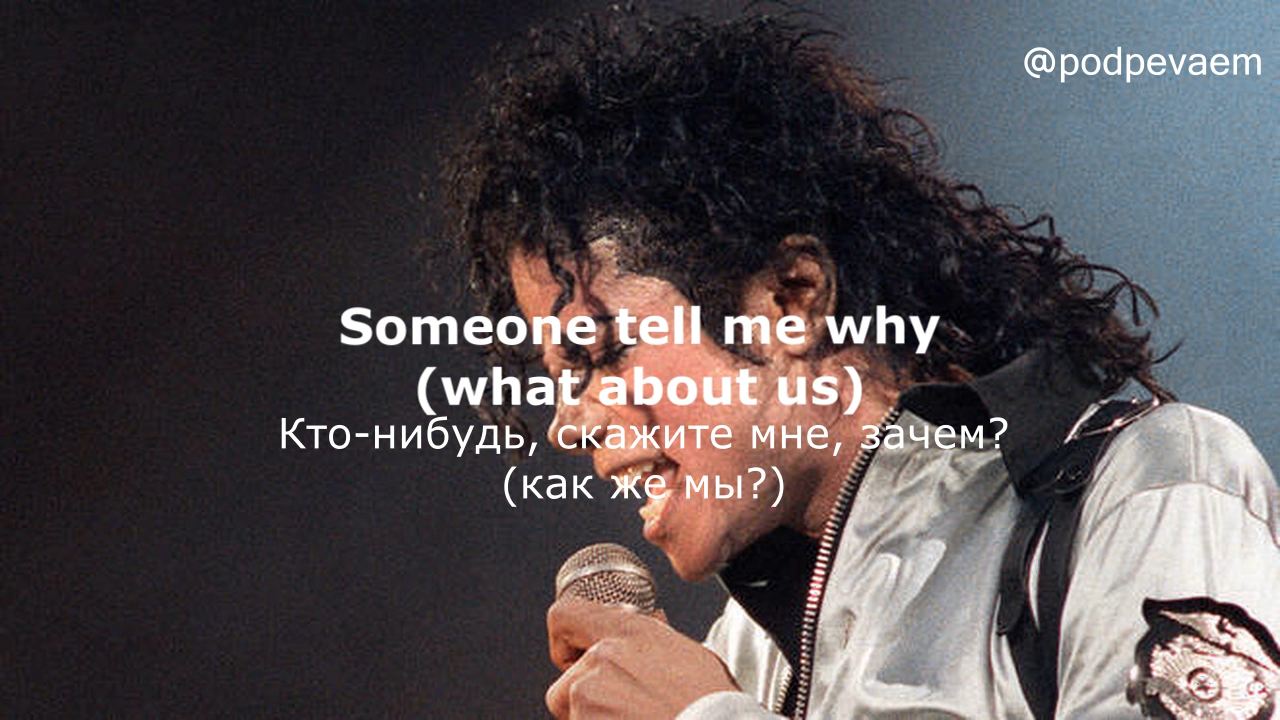 @podpevaem
Someone tell me why
(what about us)
Кто-нибудь, скажите мне, зачем?
(как же мы?)